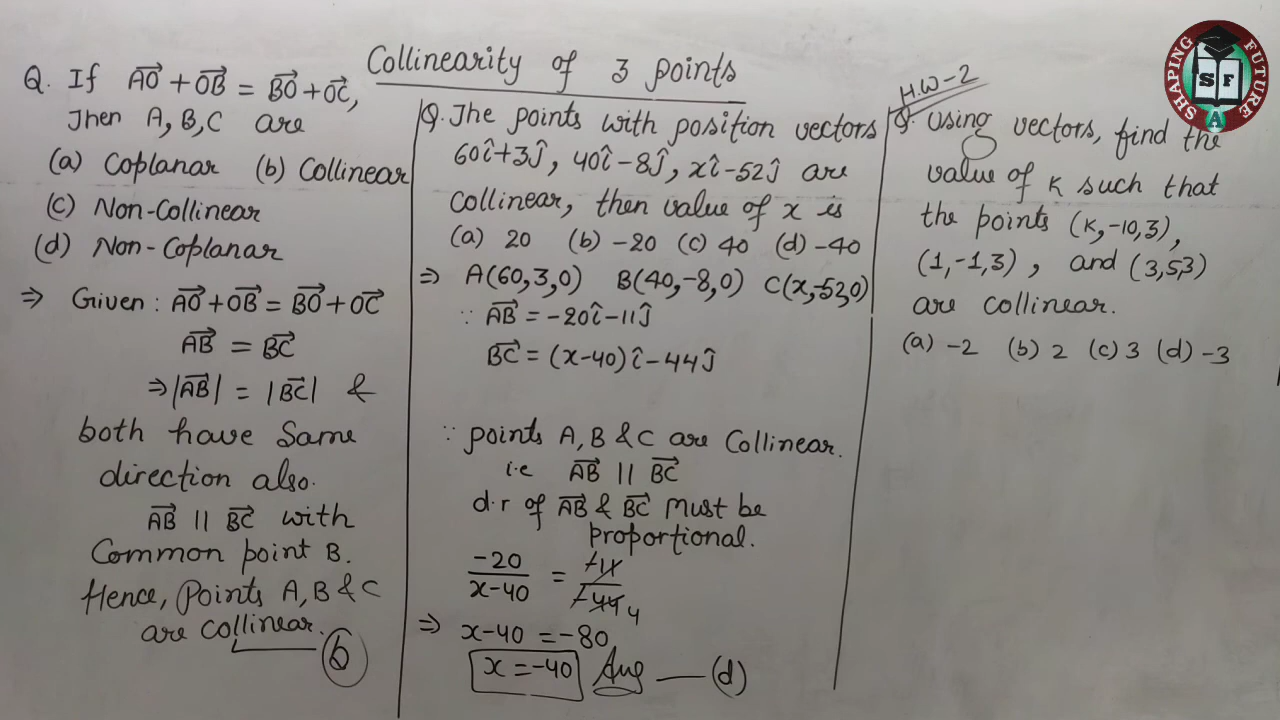 Collinearity of 3 points
Q. If AO⃗ + OB⃗ = BO⃗ + OC⃗,
Then A, B, C are
(a) Coplanar (b) Collinear
(c) Non-Collinear
(d) Non-Coplanar
⇒ Given : AO⃗ + OB⃗ = BO⃗ + OC⃗
AB⃗ = BC⃗
⇒ |AB⃗| = |BC⃗| &
both have Same
direction also.
AB⃗ || BC⃗ with
Common point B.
Hence, Points A, B & C
are collinear.
(b)
Q. The points with position vectors
60î+3ĵ, 40î-8ĵ, xî-52ĵ are
collinear, then value of x is
(a) 20 (b) -20 (c) 40 (d) -40
⇒ A(60,3,0) B(40,-8,0) C(x,-52,0)
∵ AB⃗ = -20î-11ĵ
BC⃗ = (x-40)î-44ĵ
∵ points A, B & C are Collinear.
i.e AB⃗ || BC⃗
d.r of AB⃗ & BC⃗ must be
proportional.
-20/x-40 = -11/-44 4
⇒ x-40 = -80
x = -40 Ans — (d)
H.W-2
Q. Using vectors, find the
value of K such that
the points (K,-10,3),
(1,-1,3), and (3,5,3)
are collinear.
(a) -2 (b) 2 (c) 3 (d) -3
SHAPING FUTURE
S F
A